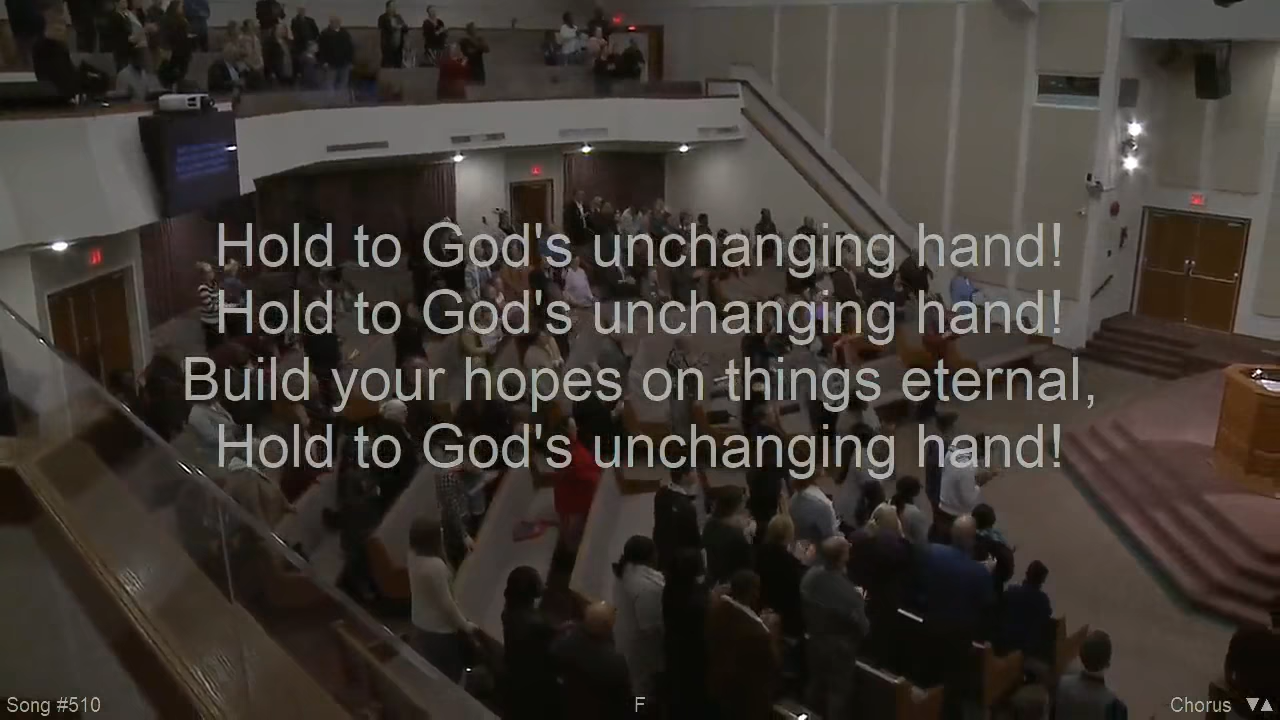 Hold to God's unchanging hand!
Hold to God's unchanging hand!
Build your hopes on things eternal,
Hold to God's unchanging hand!
Song #510
F
Chorus ▼▲